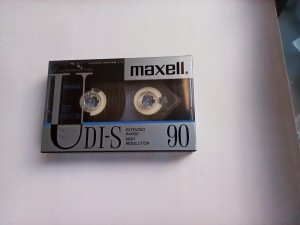 maxell
UDI-S
EXTENDED
RANGE
HIGH
RESOLUTION
90